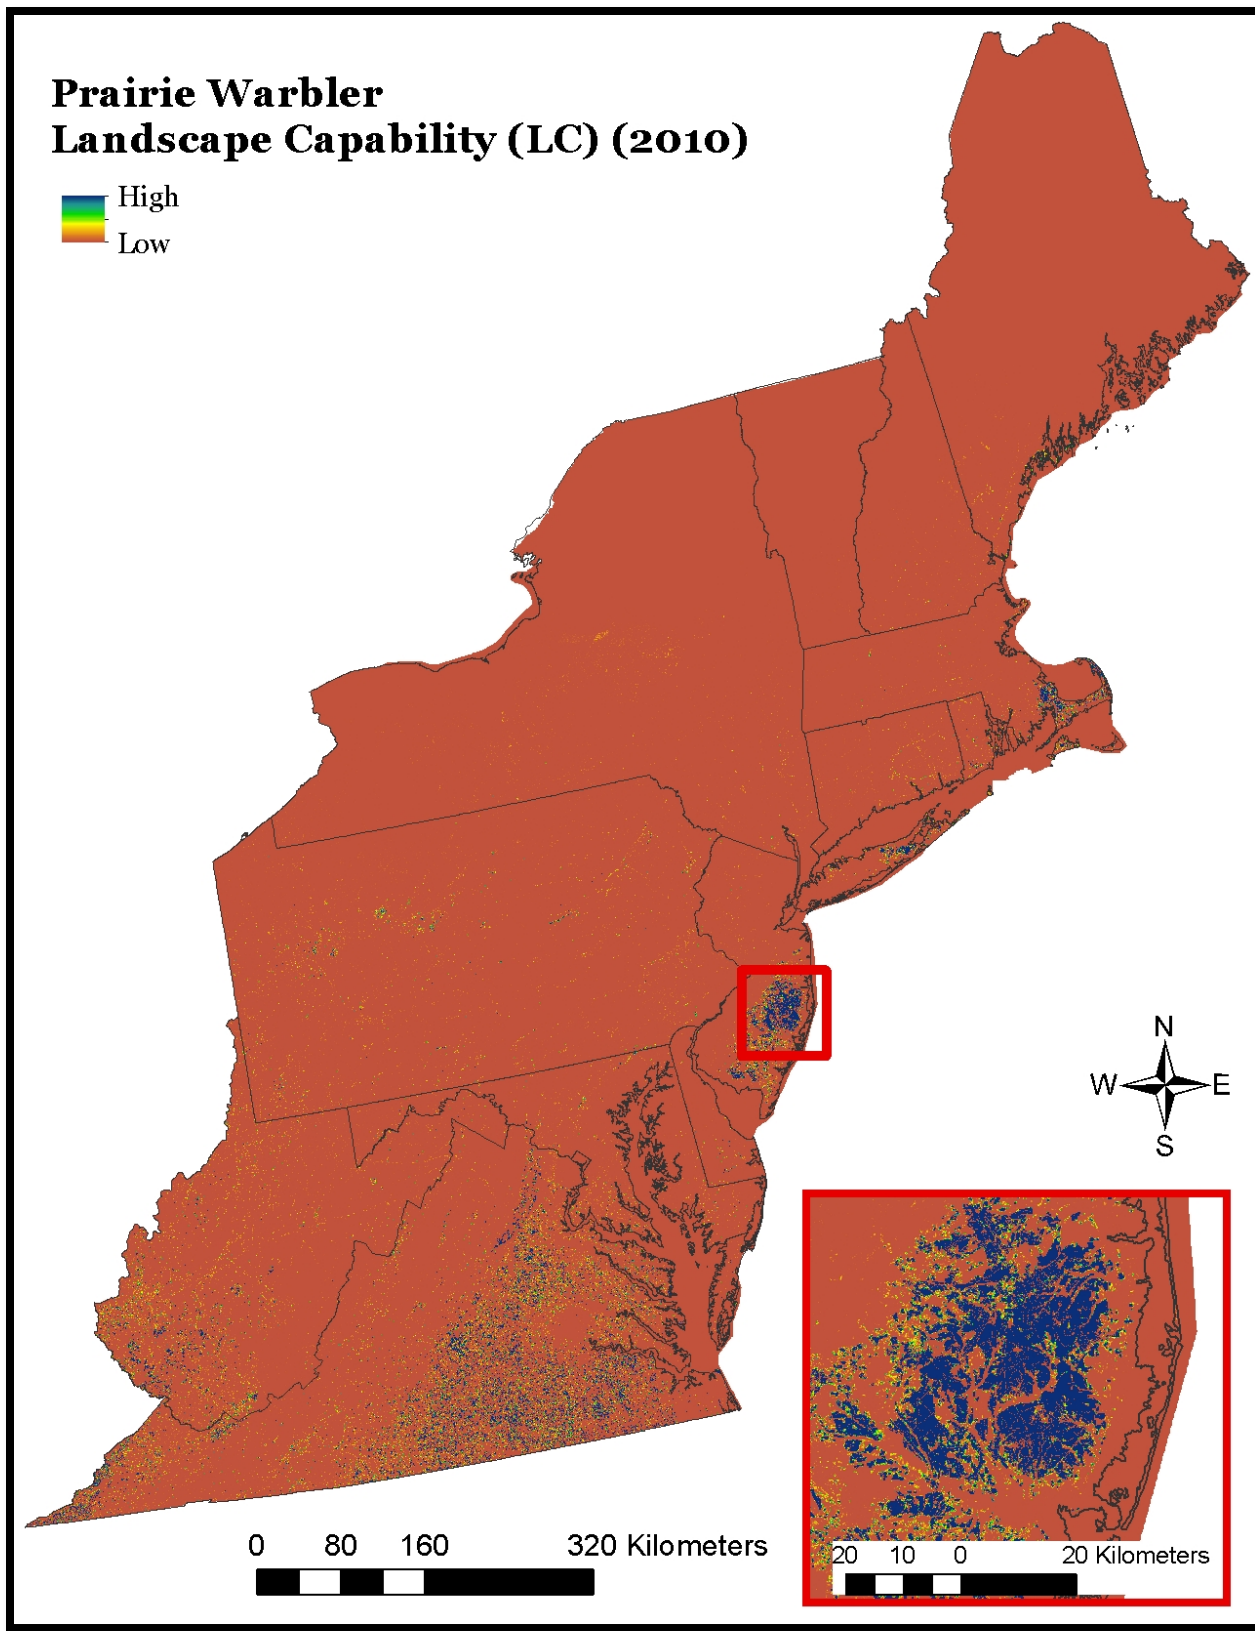 Prairie Warbler
Landscape Capability (LC) (2010)
High
Low
N
W E
S
0 80 160 320 Kilometers
20 10 0 20 Kilometers